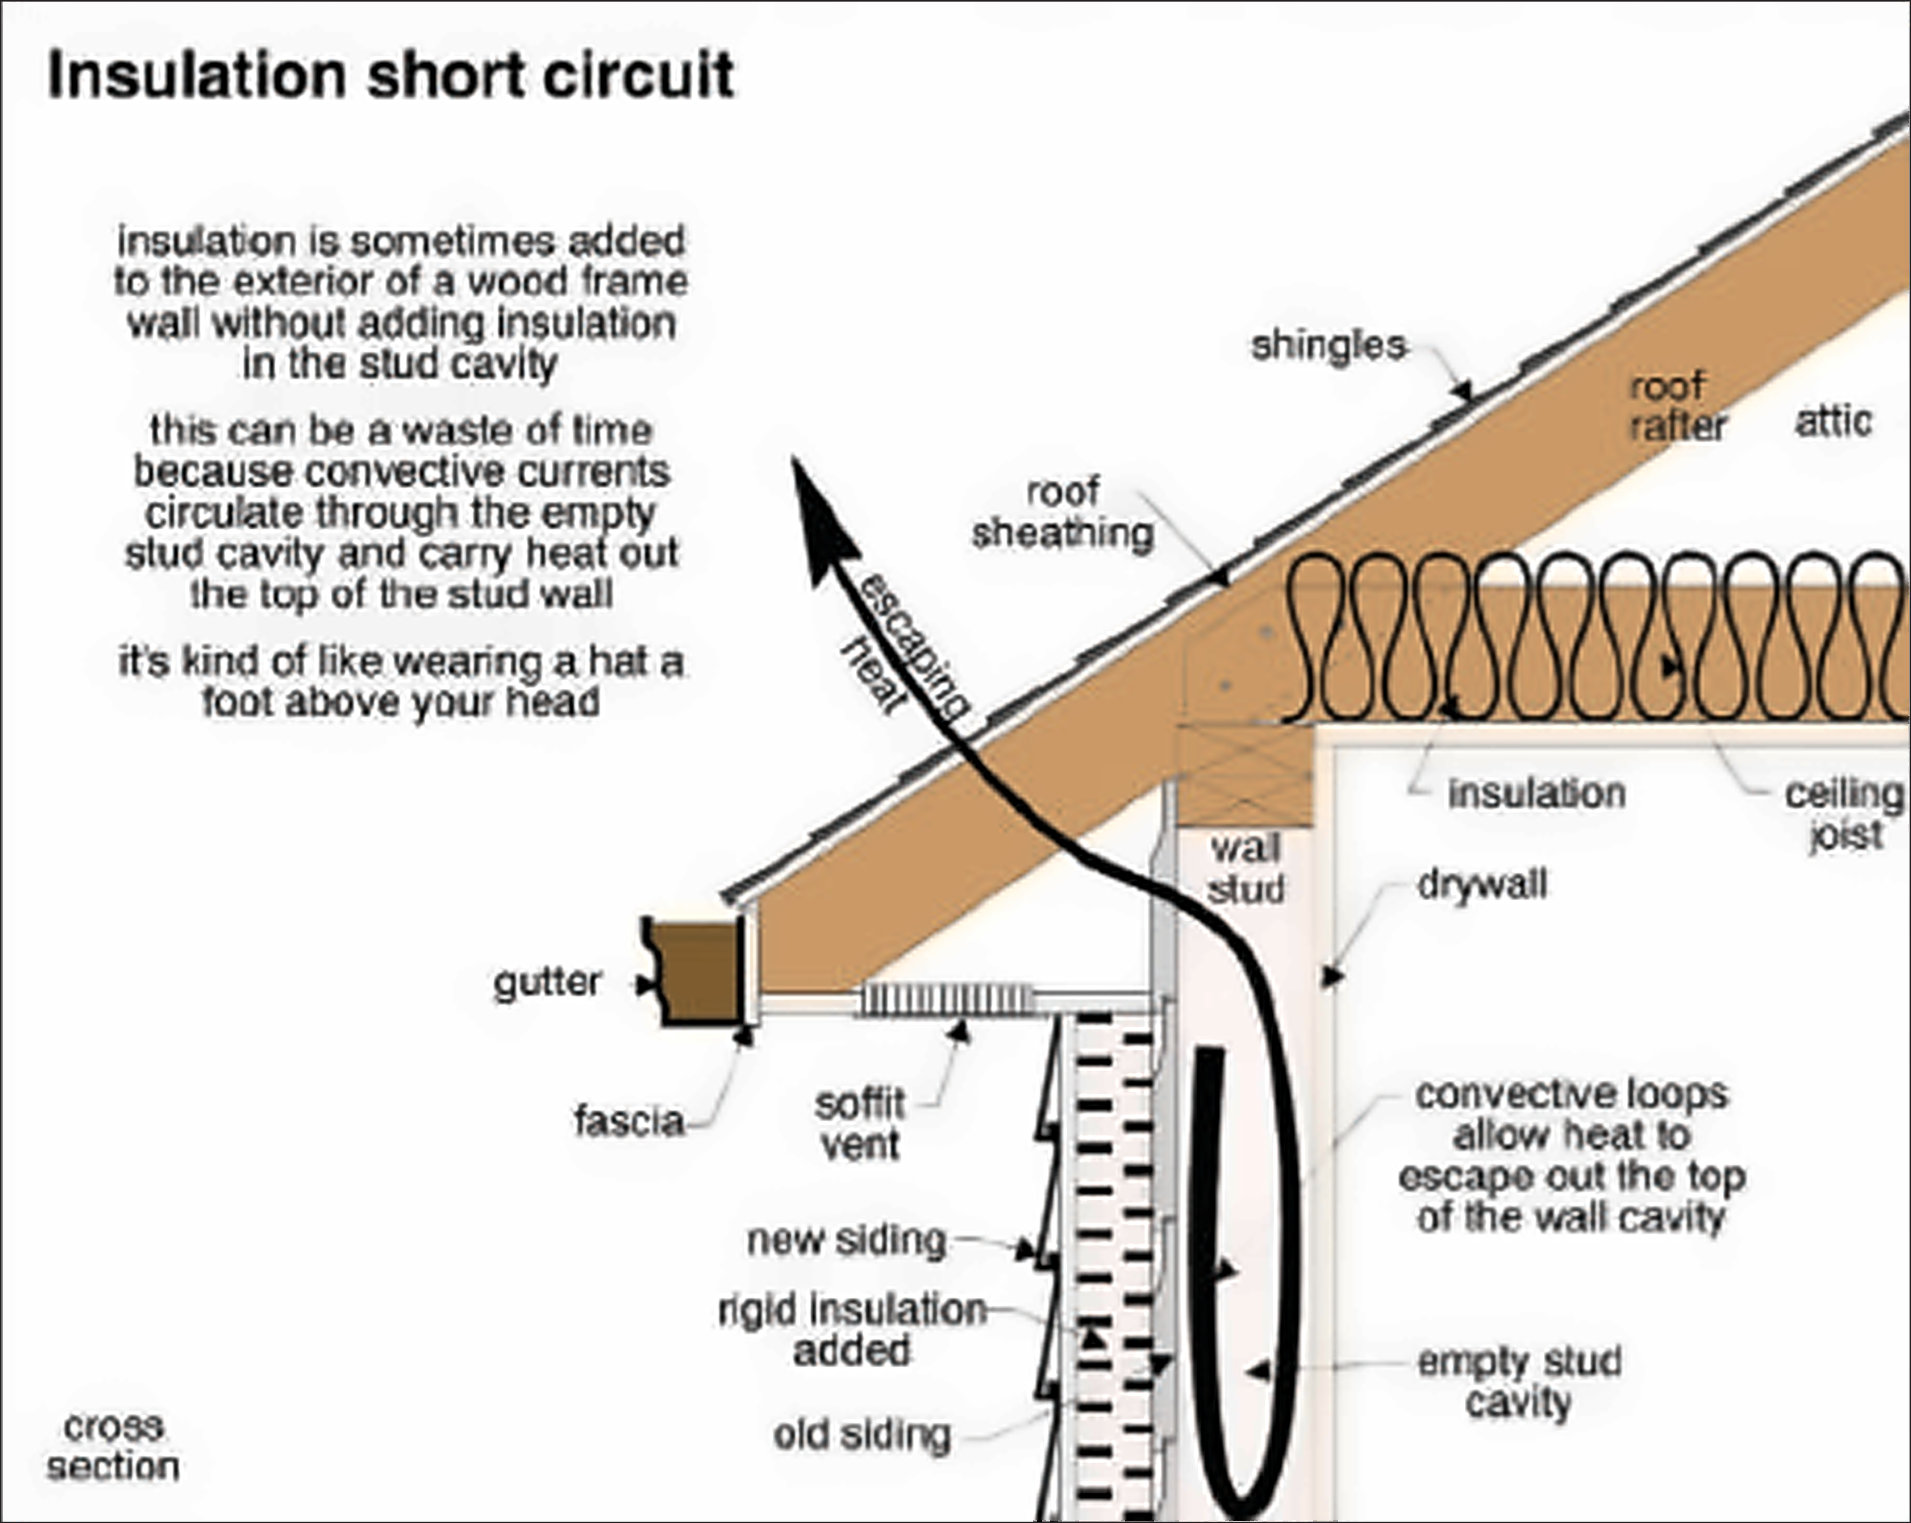 Insulation short circuit
insulation is sometimes added
to the exterior of a wood frame
wall without adding insulation
in the stud cavity
this can be a waste of time
because convective currents
circulate through the empty
stud cavity and carry heat out
the top of the stud wall
it's kind of like wearing a hat a
foot above your head
shingles
roof
rafter
attic
roof
sheathing
escaping
heat
insulation
ceiling
joist
wall
stud
drywall
gutter
fascia
soffit
vent
convective loops
allow heat to
escape out the top
of the wall cavity
new siding
rigid insulation
added
empty stud
cavity
old siding
cross
section